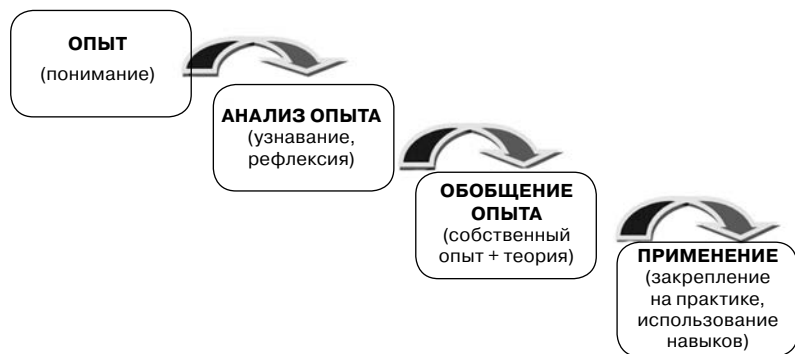 ОПЫТ
(понимание)
АНАЛИЗ ОПЫТА
(узнавание,
рефлексия)
ОБОБЩЕНИЕ
ОПЫТА
(собственный
опыт + теория)
ПРИМЕНЕНИЕ
(закрепление
на практике,
использование
навыков)